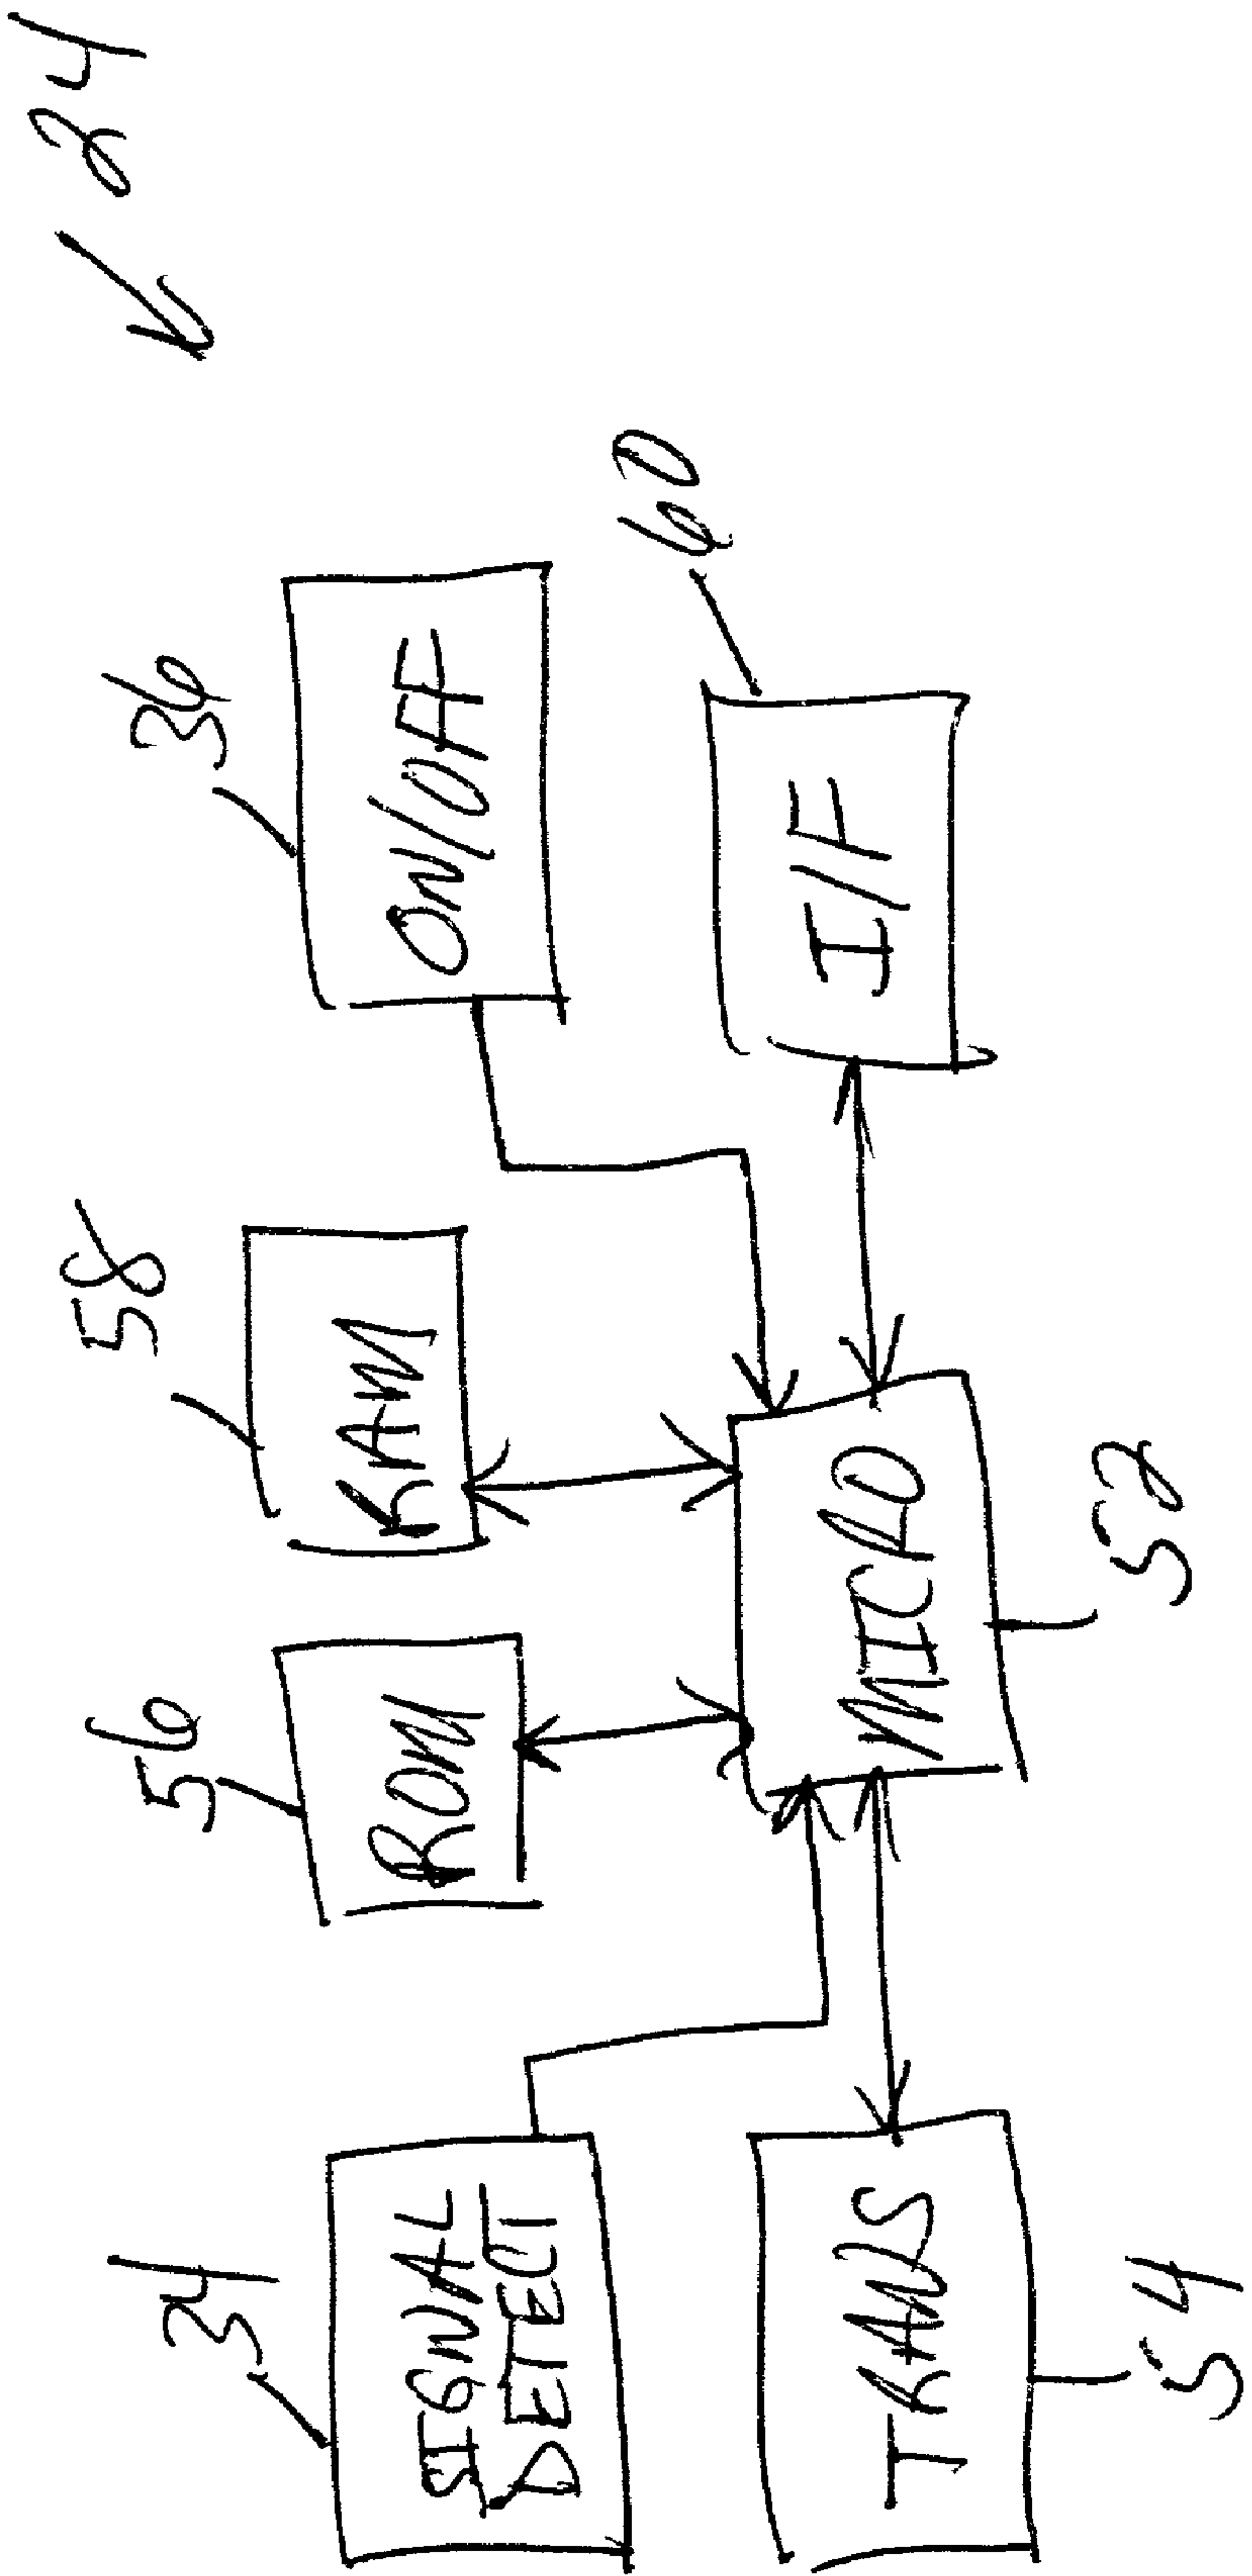 24
34
56
58
36
SIGNAL
DETECT
ROM
RAM
ON/OFF
60
TRANS
MICRO
I/F
54
52